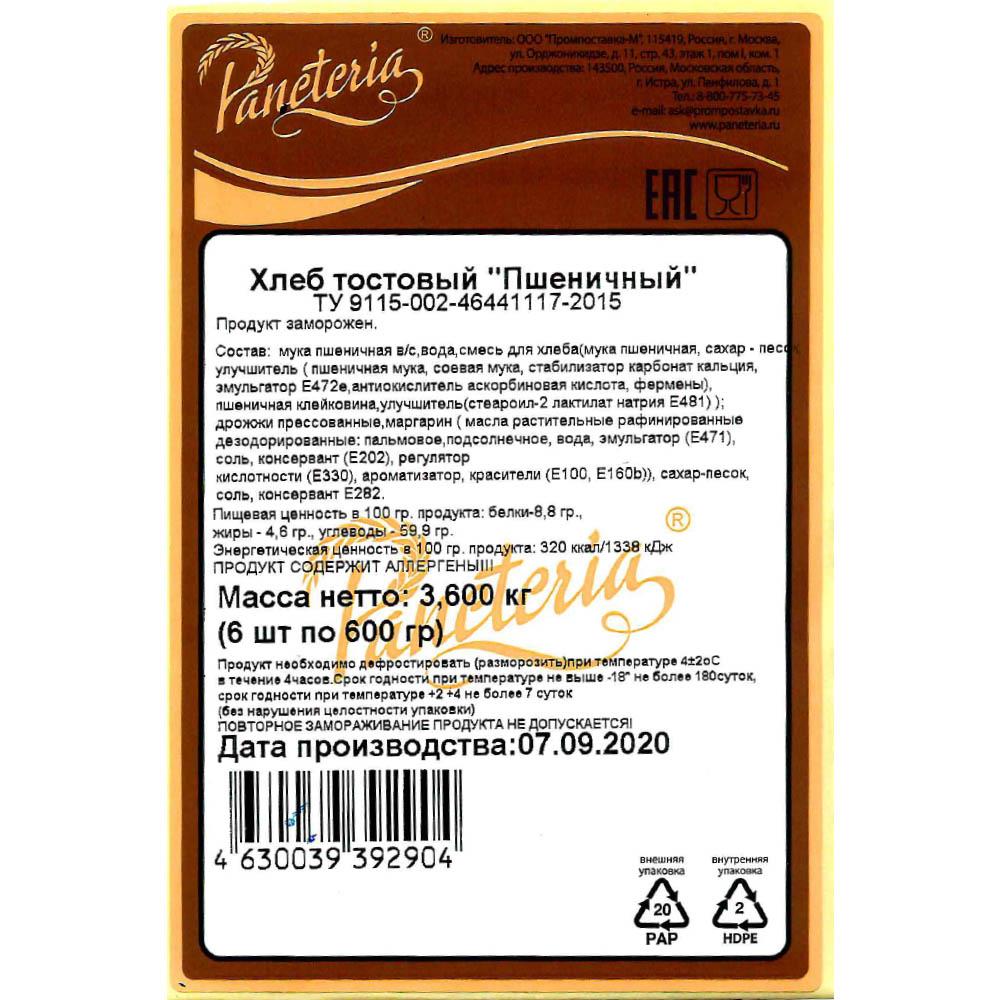 Paneteria®
Изготовитель: ООО "Промпоставка-М", 115419, Россия, г. Москва,
ул. Орджоникидзе, д. 11, стр. 43, этаж 1, пом I, ком. 1
Адрес производства: 143500, Россия, Московская область,
г. Истра, ул. Панфилова, д. 1
Тел.: 8-800-775-73-45
e-mail: ask@prompostavka.ru
www.paneteria.ru
EAC
Хлеб тостовый "Пшеничный"
ТУ 9115-002-46441117-2015
Продукт заморожен.
Состав: мука пшеничная в/с,вода,смесь для хлеба(мука пшеничная, сахар - песок
улучшитель ( пшеничная мука, соевая мука, стабилизатор карбонат кальция,
эмульгатор Е472е,антиокислитель аскорбиновая кислота, фермены),
пшеничная клейковина,улучшитель(стеароил-2 лактилат натрия Е481) );
дрожжи прессованные,маргарин ( масла растительные рафинированные
дезодорированные: пальмовое,подсолнечное, вода, эмульгатор (Е471),
соль, консервант (Е202), регулятор
кислотности (Е330), ароматизатор, красители (Е100, Е160b)), сахар-песок,
соль, консервант Е282.
Пищевая ценность в 100 гр. продукта: белки-8,8 гр.,
жиры - 4,6 гр., углеводы - 59,9 гр.
Энергетическая ценность в 100 гр. продукта: 320 ккал/1338 кДж
ПРОДУКТ СОДЕРЖИТ АЛЛЕРГЕНЫ!!!
Paneteria®
Масса нетто: 3,600 кг
(6 шт по 600 гр)
Продукт необходимо дефростировать (разморозить)при температуре 4±2оС
в течение 4часов.Срок годности при температуре не выше -18° не более 180суток,
срок годности при температуре +2 +4 не более 7 суток
(без нарушения целостности упаковки)
ПОВТОРНОЕ ЗАМОРАЖИВАНИЕ ПРОДУКТА НЕ ДОПУСКАЕТСЯ!
Дата производства:07.09.2020
4 630039 392904
внешняя упаковка
20
PAP
внутренняя упаковка
2
HDPE